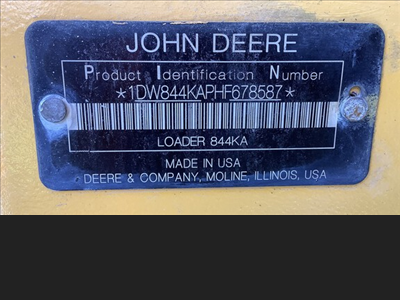 JOHN DEERE
Product Identification Number
*1DW844KAPHF678587*
LOADER 844KA
MADE IN USA
DEERE & COMPANY, MOLINE, ILLINOIS, USA